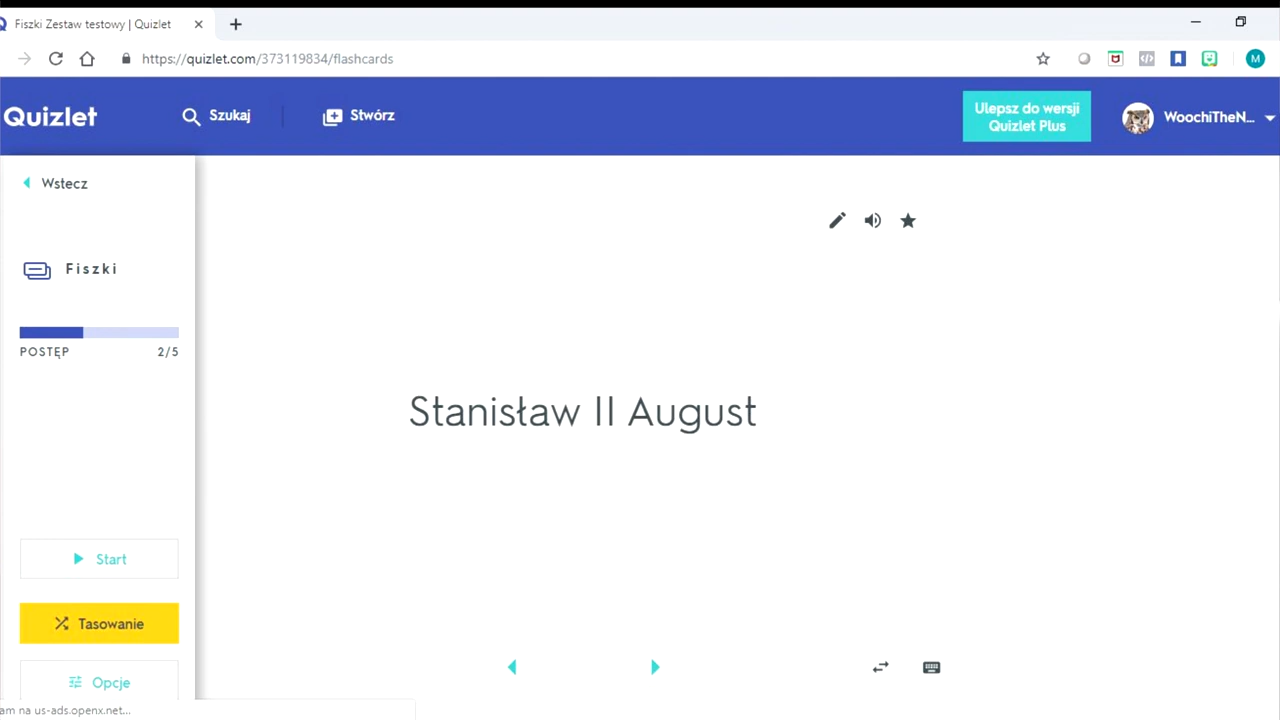 Fiszki Zestaw testowy | Quizlet
https://quizlet.com/373119834/flashcards
M
Quizlet
Szukaj
Stwórz
Ulepsz do wersji
Quizlet Plus
WoochiTheN...
Wstecz
Fiszki
POSTĘP 2/5
Stanisław II August
Start
Tasowanie
Opcje
am na us-ads.openx.net...